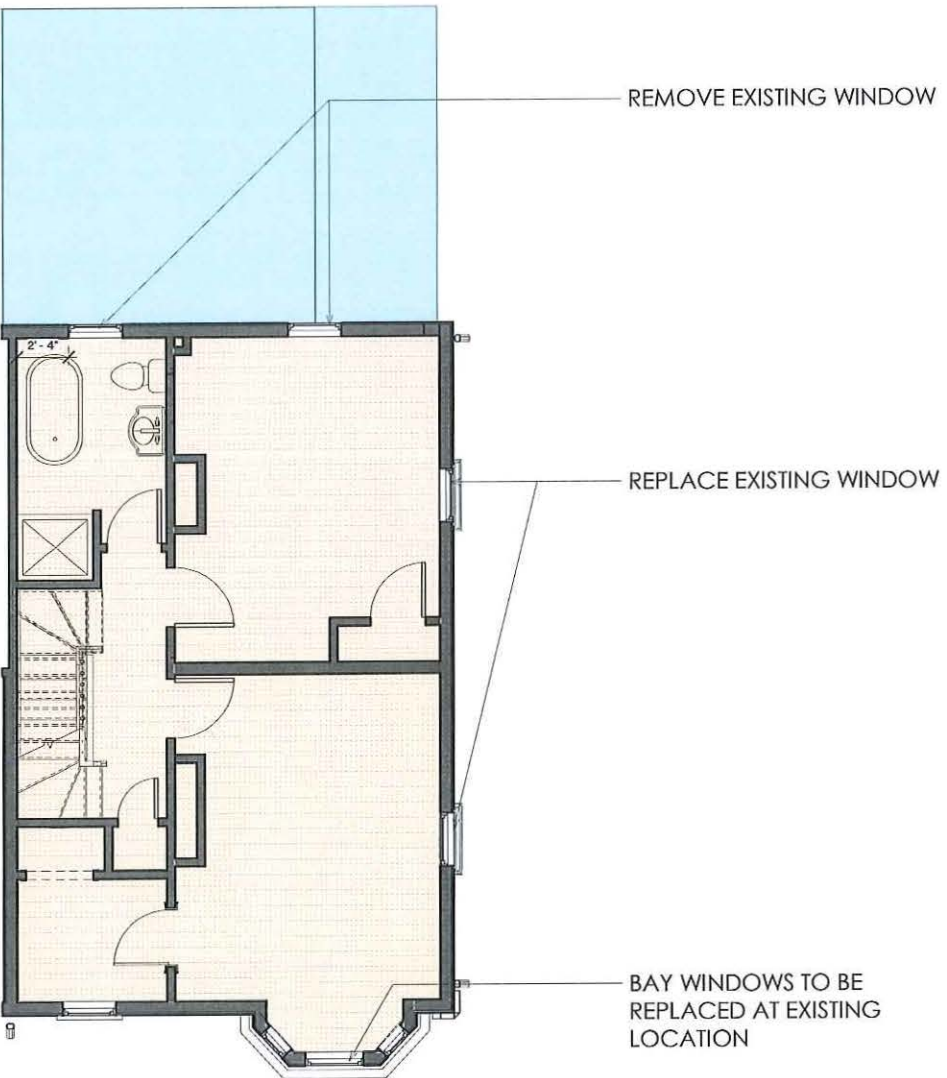 REMOVE EXISTING WINDOW
2' - 4"
REPLACE EXISTING WINDOW
BAY WINDOWS TO BE
REPLACED AT EXISTING
LOCATION